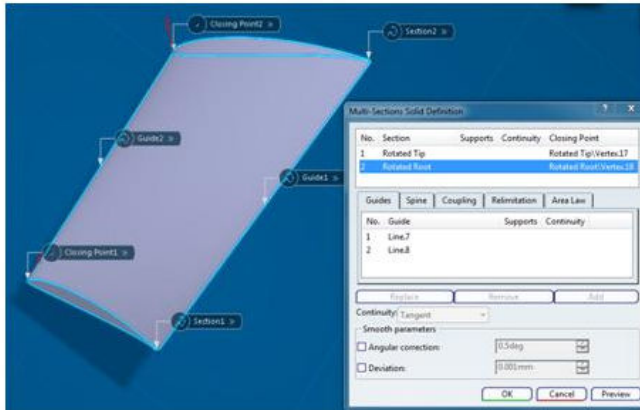 Closing Point2
Section2
Guide2
Guide1
Closing Point1
Section1
Multi-Sections Solid Definition
? X
No. Section Supports Continuity Closing Point
1 Rotated Tip Rotated Tip\Vertex.17
2 Rotated Root Rotated Root\Vertex.18
Guides Spine Coupling Relimitation Area Law
No. Guide Supports Continuity
1 Line.7
2 Line.8
Replace Remove Add
Continuity: Tangent
Smooth parameters
Angular correction: 0.5deg
Deviation: 0.001mm
OK Cancel Preview